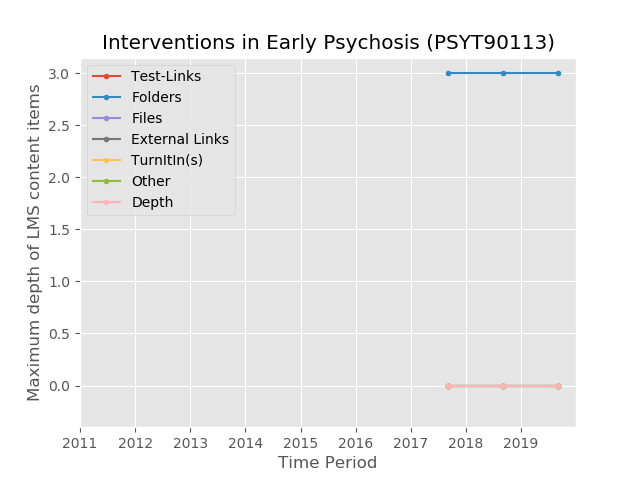 Interventions in Early Psychosis (PSYT90113)
Maximum depth of LMS content items
3.0
2.5
2.0
1.5
1.0
0.5
0.0
Test-Links
Folders
Files
External Links
TurnItIn(s)
Other
Depth
2011 2012 2013 2014 2015 2016 2017 2018 2019
Time Period